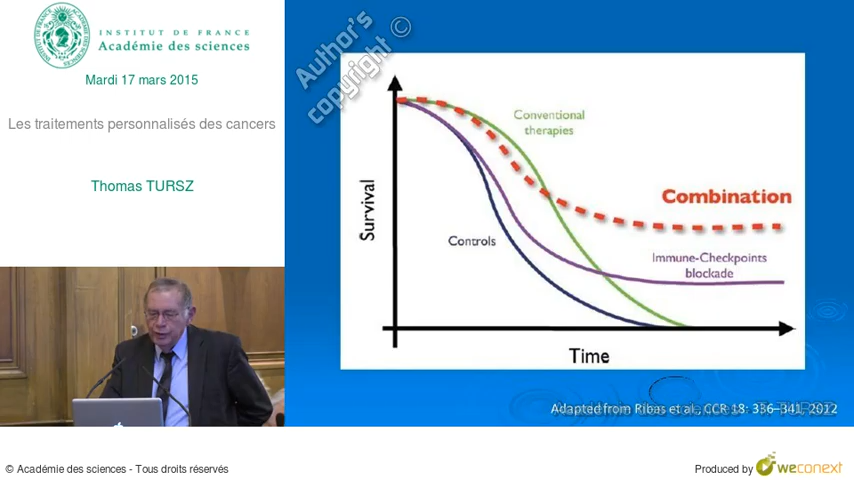 INSTITUT DE FRANCE
Académie des sciences
Mardi 17 mars 2015
Les traitements personnalisés des cancers
Thomas TURSZ
Author's
copyright ©
Conventional
therapies
Combination
Survival
Controls
Immune-Checkpoints
blockade
Time
Adapted from Ribas et al, CCR 18: 336–341, 2012
© Académie des sciences - Tous droits réservés
Produced by weconext